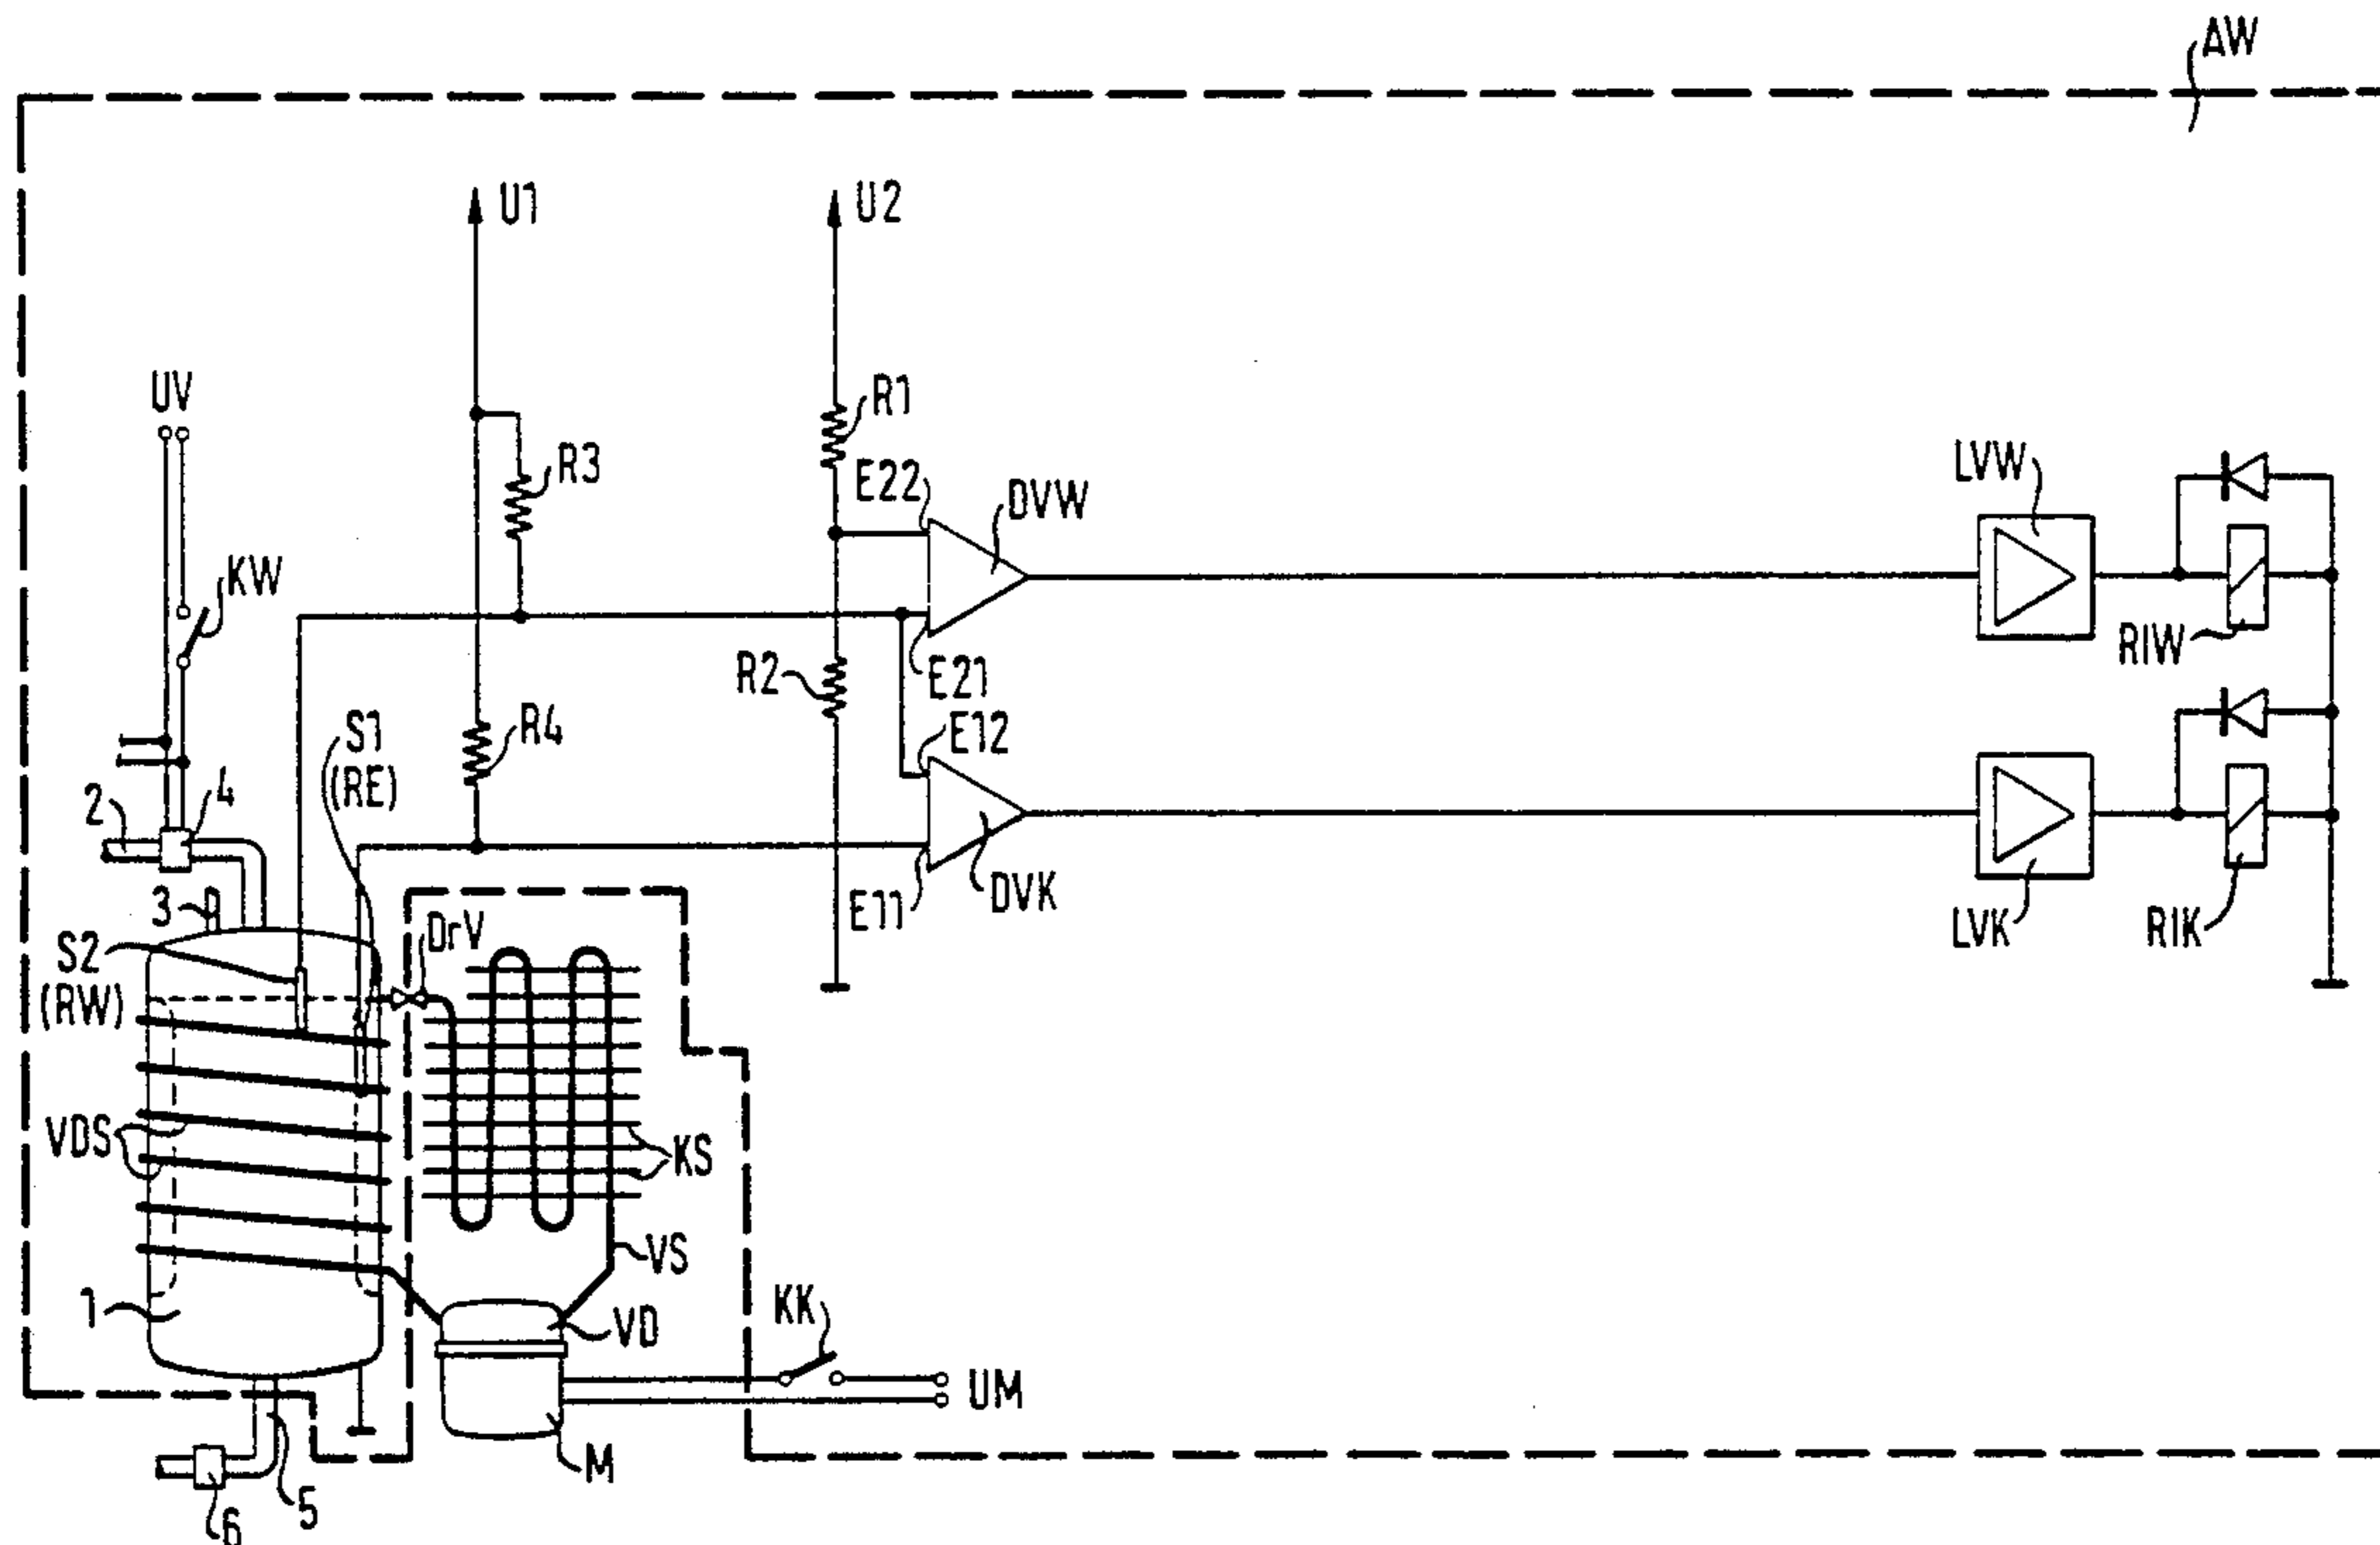 AW
U1
U2
UV
R1
R3
E22
DVW
LVW
KW
R2
E21
RIW
S1
(RE)
R4
E12
2
4
3
E11
DVK
LVK
RIK
S2
(RW)
DrV
VDS
KS
VS
1
KK
VD
UM
M
5
6